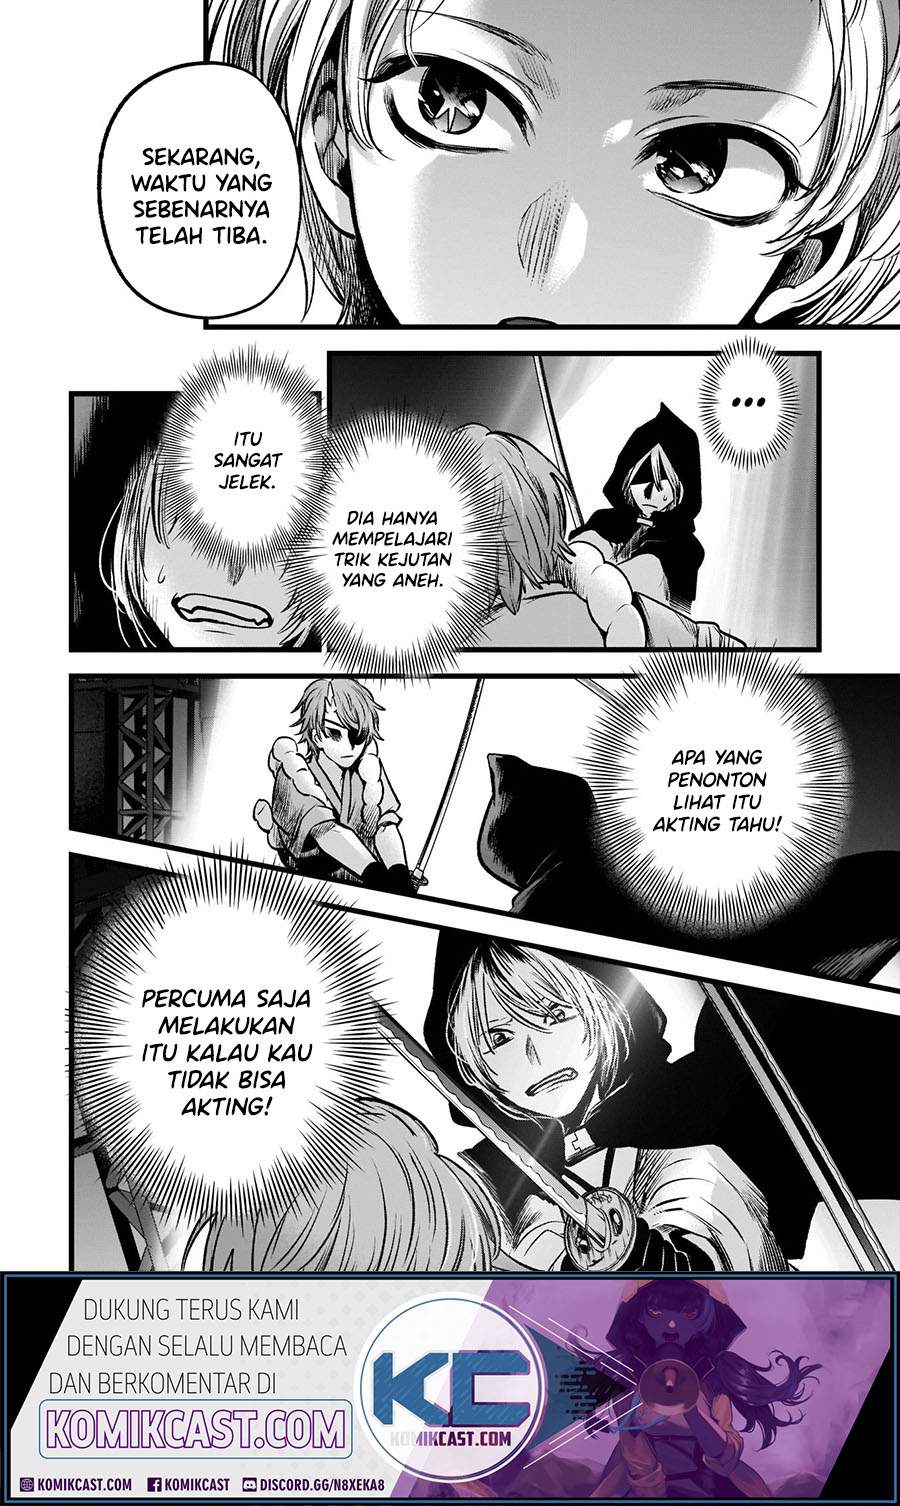 SEKARANG,
WAKTU YANG
SEBENARNYA
TELAH TIBA.
...
DIA HANYA
MEMPELAJARI
TRIK KEJUTAN
YANG ANEH.
ITU
SANGAT
JELEK.
APA YANG
PENONTON
LIHAT ITU
AKTING TAHU!
PERCUMA SAJA
MELAKUKAN
ITU KALAU KAU
TIDAK BISA
AKTING!
DUKUNG TERUS KAMI
DENGAN SELALU MEMBACA
DAN BERKOMENTAR DI
KOMIKCAST.COM
KC
KOMIKCAST.COM
KOMIKCAST.COM KOMIKCAST DISCORD.GG/N8XEKA8